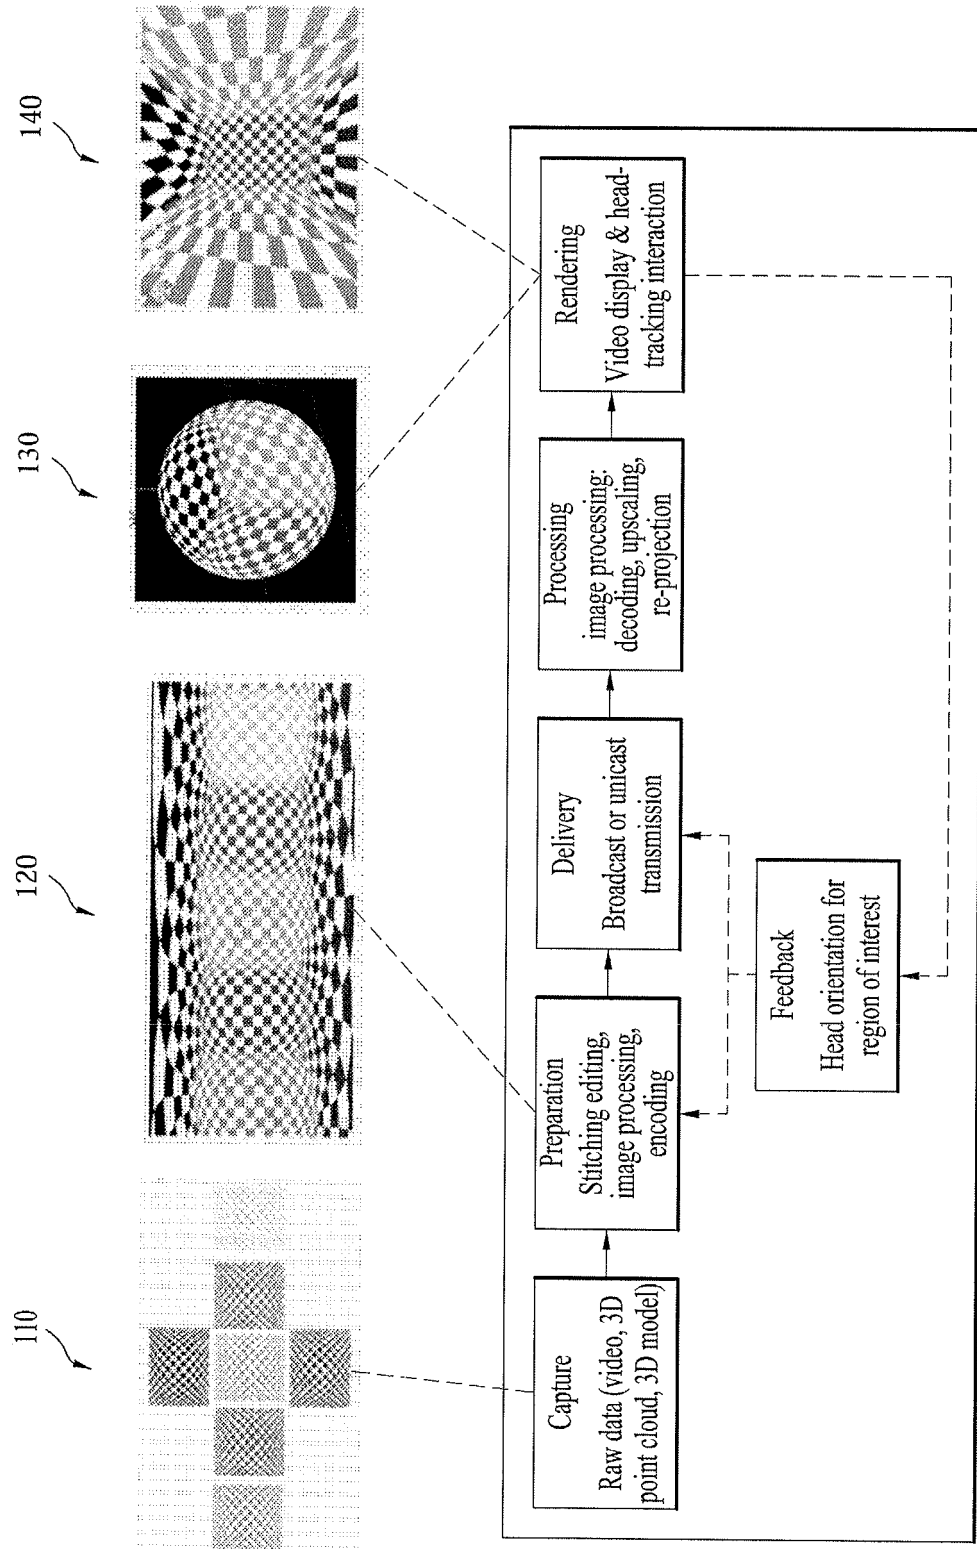 110
120
130
140
Capture
Raw data (video, 3D
point cloud, 3D model)
Preparation
Stitching editing,
image processing,
encoding
Delivery
Broadcast or unicast
transmission
Processing
image processing:
decoding, upscaling,
re-projection
Rendering
Video display & head-
tracking interaction
Feedback
Head orientation for
region of interest